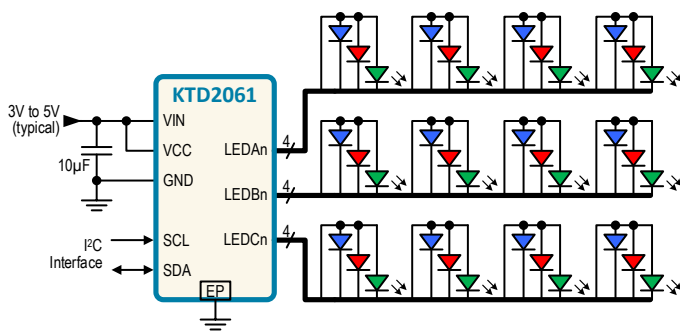 KTD2061
3V to 5V
(typical)
VIN
VCC
10µF
GND
LEDAn
4
LEDBn
4
LEDCn
4
I²C
Interface
SCL
SDA
EP